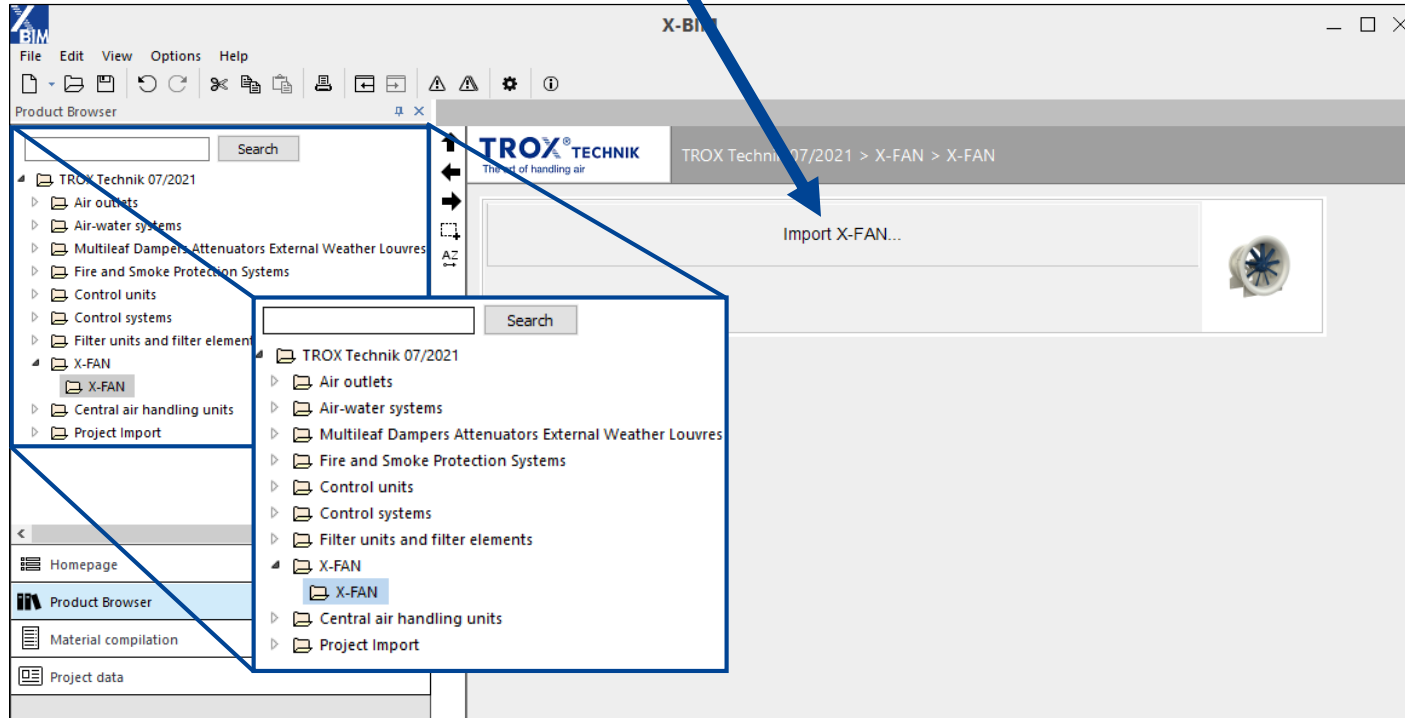 X-BIM
X
BIM
File Edit View Options Help
Product Browser
Search
TROX Technik 07/2021
Air outlets
Air-water systems
Multileaf Dampers Attenuators External Weather Louvres
Fire and Smoke Protection Systems
Control units
Control systems
Filter units and filter element
X-FAN
X-FAN
Central air handling units
Project Import
Homepage
Product Browser
Material compilation
Project data
Search
TROX Technik 07/2021
Air outlets
Air-water systems
Multileaf Dampers Attenuators External Weather Louvres
Fire and Smoke Protection Systems
Control units
Control systems
Filter units and filter elements
X-FAN
X-FAN
Central air handling units
Project Import
AZ
TROX® TECHNIK
The art of handling air
TROX Technik 07/2021 > X-FAN > X-FAN
Import X-FAN...